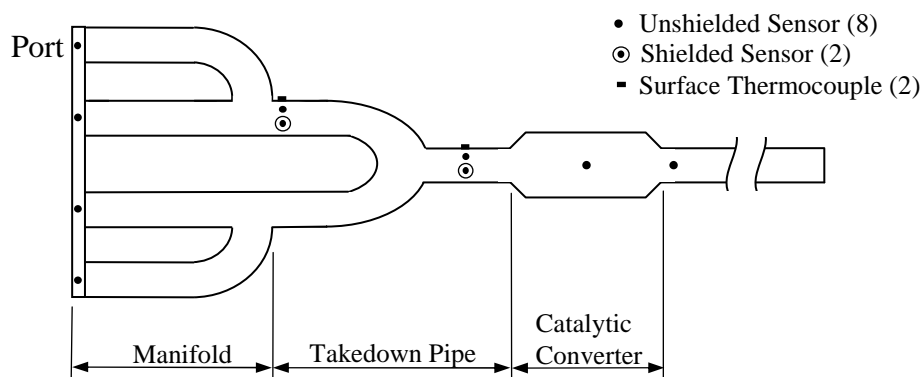 Port
Unshielded Sensor (8)
Shielded Sensor (2)
Surface Thermocouple (2)
Manifold
Takedown Pipe
Catalytic
Converter